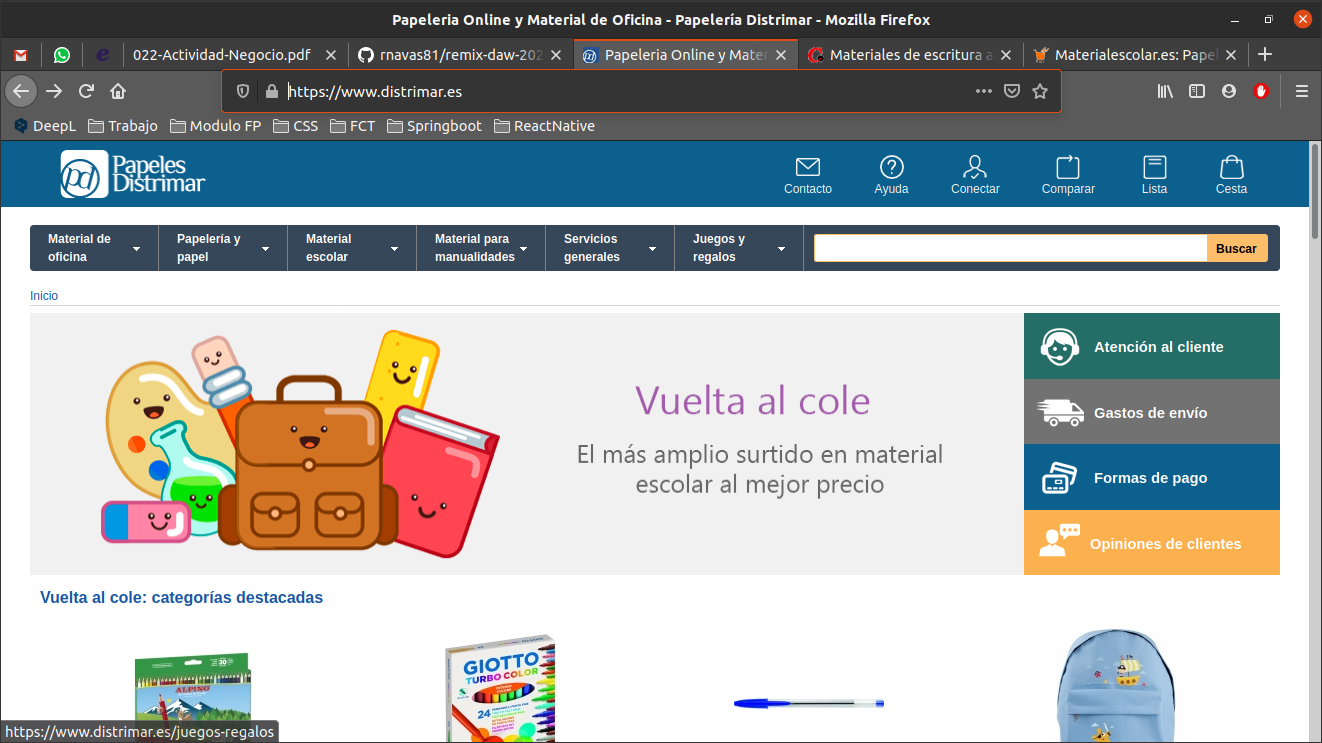 Papeleria Online y Material de Oficina - Papelería Distrimar - Mozilla Firefox
022-Actividad-Negocio.pdf
rnavas81/remix-daw-202
Papeleria Online y Mater
Materiales de escritura a
Materialescolar.es: Papel
https://www.distrimar.es
DeepL
Trabajo
Modulo FP
CSS
FCT
Springboot
ReactNative
Papeles
Distrimar
pd
Contacto
Ayuda
Conectar
Comparar
Lista
Cesta
Material de
oficina
Papelería y
papel
Material
escolar
Material para
manualidades
Servicios
generales
Juegos y
regalos
Buscar
Inicio
Vuelta al cole
El más amplio surtido en material
escolar al mejor precio
Atención al cliente
Gastos de envío
Formas de pago
Opiniones de clientes
Vuelta al cole: categorías destacadas
ALPINO
30
GIOTTO
TURBO COLOR
24
https://www.distrimar.es/juegos-regalos